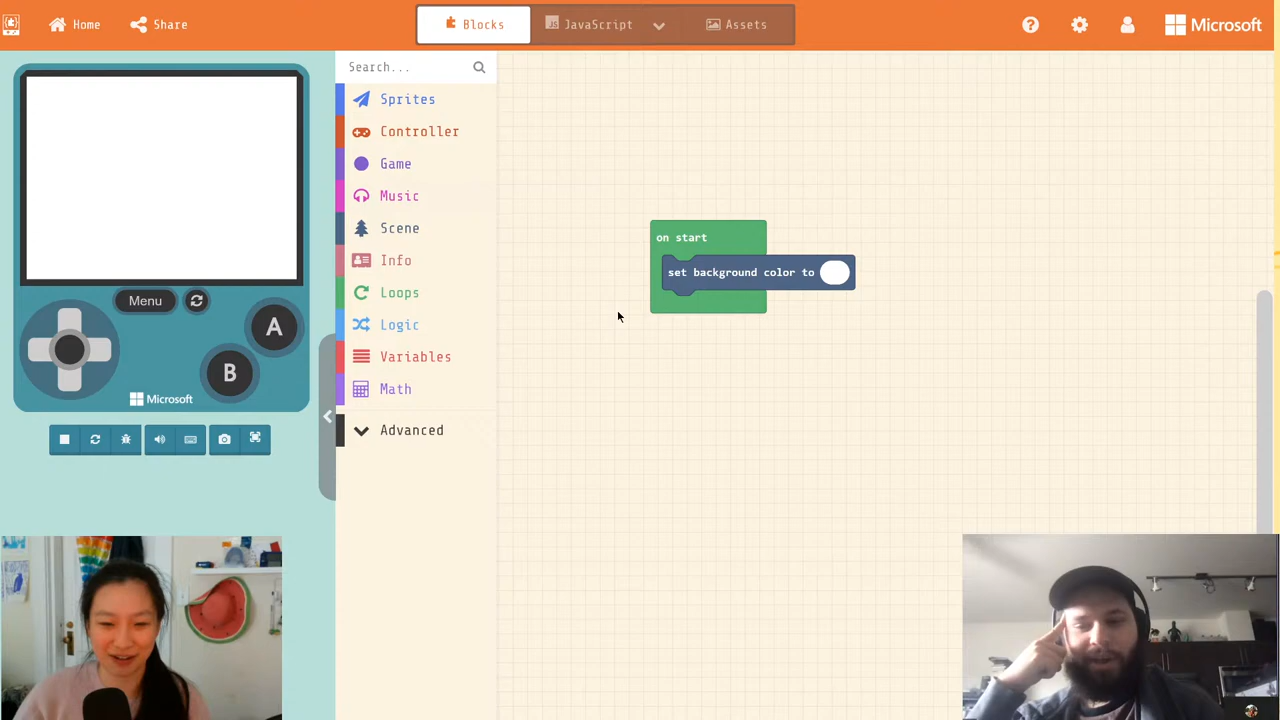 Home
Share
Blocks
JavaScript
Assets
Microsoft
Search...
Sprites
Controller
Game
Music
Scene
Info
Loops
Logic
Variables
Math
Advanced
Menu
A
B
Microsoft
on start
set background color to